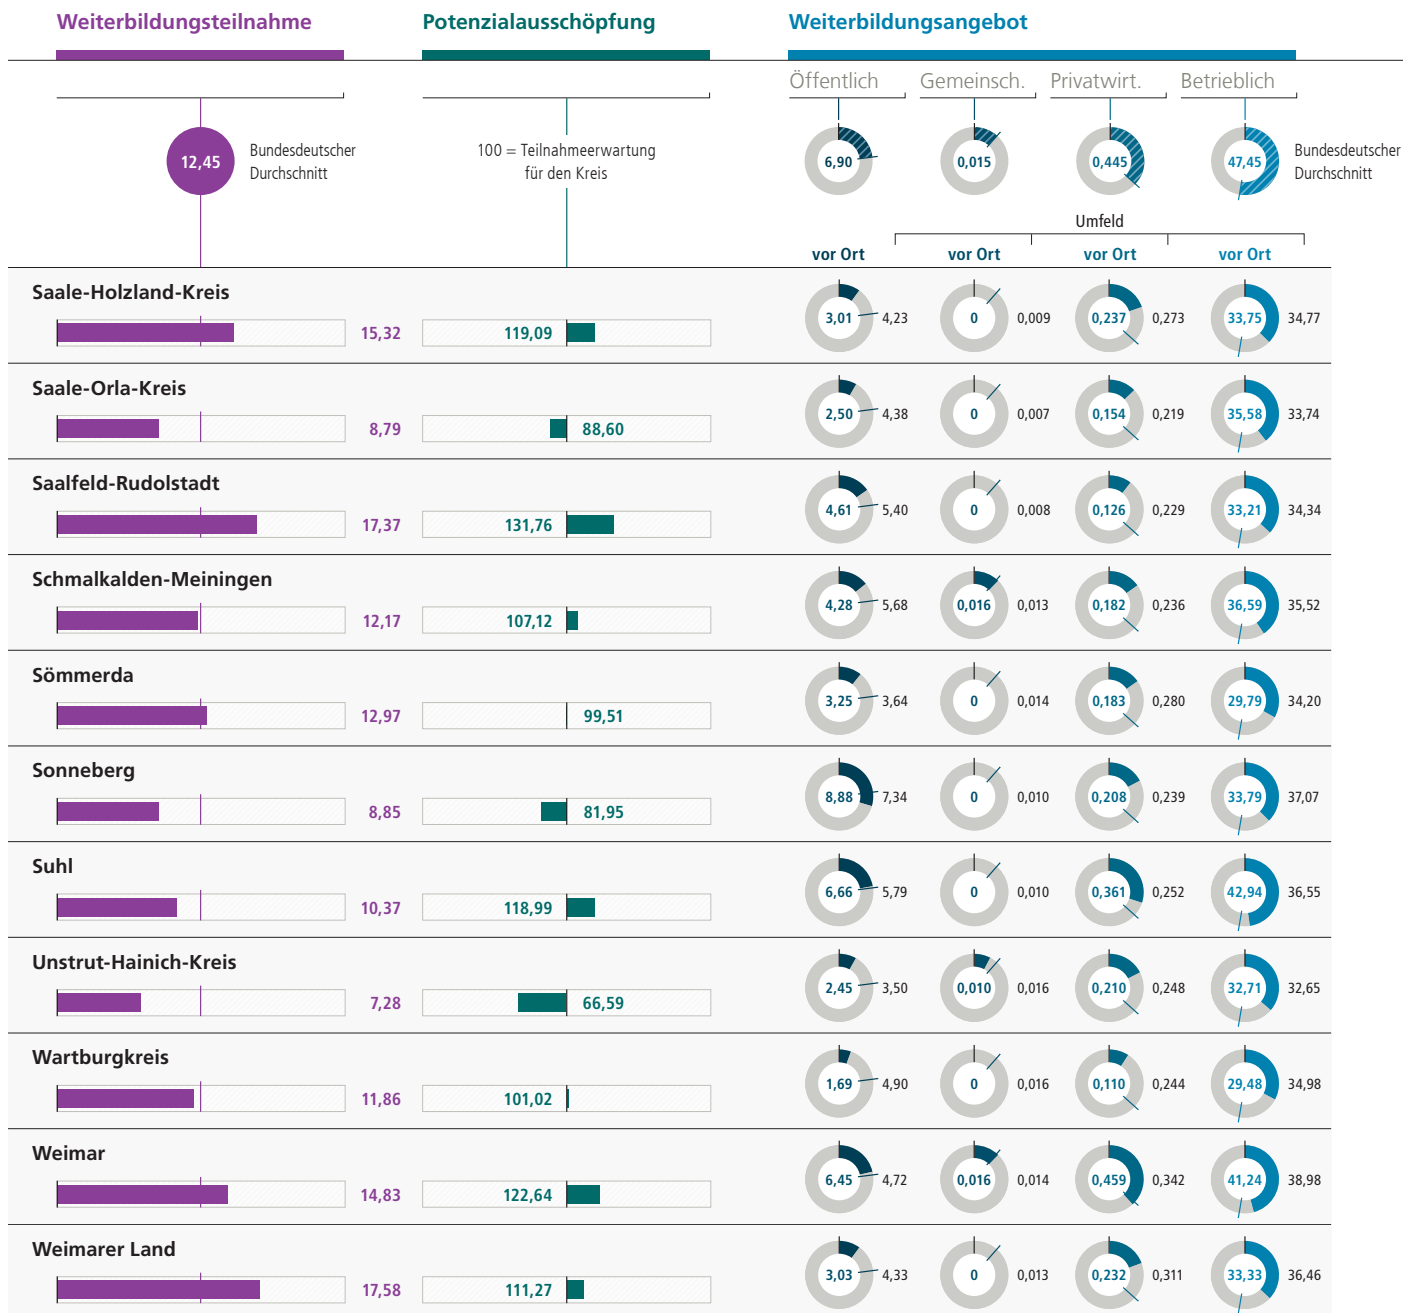 Weiterbildungsteilnahme Potenzialausschöpfung Weiterbildungsangebot
Öffentlich Gemeinsch. Privatwirt. Betrieblich
12,45 Bundesdeutscher Durchschnitt
100 = Teilnahmeerwartung
für den Kreis
6,90 0,015 0,445 47,45 Bundesdeutscher Durchschnitt
Umfeld
vor Ort vor Ort vor Ort vor Ort
Saale-Holzland-Kreis
15,32 119,09 3,01 4,23 0 0,009 0,237 0,273 33,75 34,77
Saale-Orla-Kreis
8,79 88,60 2,50 4,38 0 0,007 0,154 0,219 35,58 33,74
Saalfeld-Rudolstadt
17,37 131,76 4,61 5,40 0 0,008 0,126 0,229 33,21 34,34
Schmalkalden-Meiningen
12,17 107,12 4,28 5,68 0,016 0,013 0,182 0,236 36,59 35,52
Sömmerda
12,97 99,51 3,25 3,64 0 0,014 0,183 0,280 29,79 34,20
Sonneberg
8,85 81,95 8,88 7,34 0 0,010 0,208 0,239 33,79 37,07
Suhl
10,37 118,99 6,66 5,79 0 0,010 0,361 0,252 42,94 36,55
Unstrut-Hainich-Kreis
7,28 66,59 2,45 3,50 0,010 0,016 0,210 0,248 32,71 32,65
Wartburgkreis
11,86 101,02 1,69 4,90 0 0,016 0,110 0,244 29,48 34,98
Weimar
14,83 122,64 6,45 4,72 0,016 0,014 0,459 0,342 41,24 38,98
Weimarer Land
17,58 111,27 3,03 4,33 0 0,013 0,232 0,311 33,33 36,46